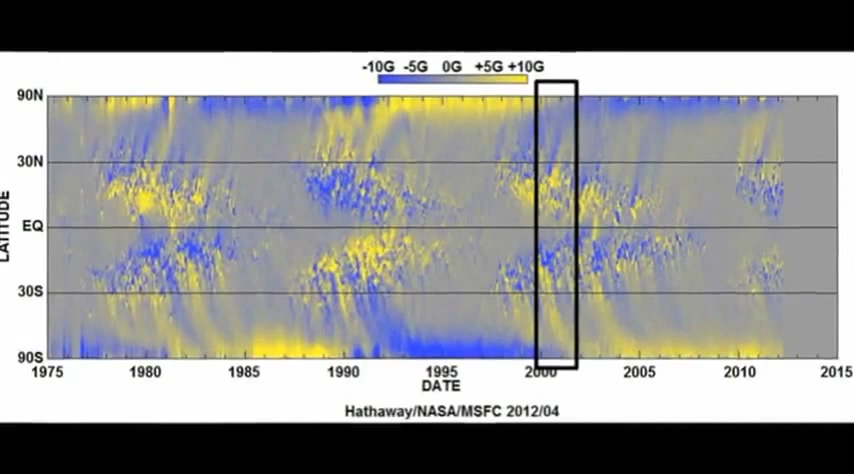 -10G -5G 0G +5G +10G
90N
30N
EQ
30S
90S
LATITUDE
1975 1980 1985 1990 1995 2000 2005 2010 2015
DATE
Hathaway/NASA/MSFC 2012/04